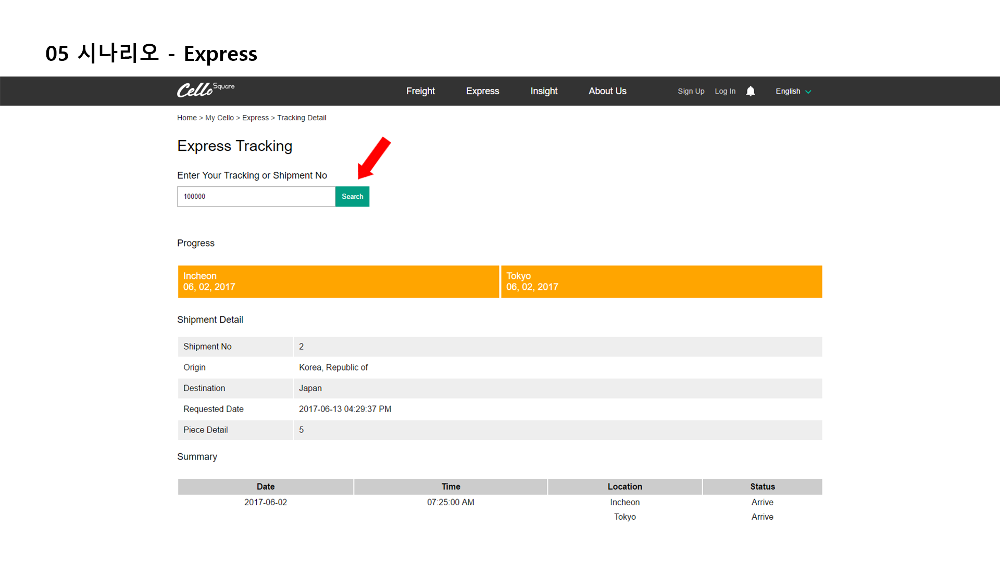 05 시나리오 - Express
Cello Square
Freight Express Insight About Us Sign Up Log In English
Home > My Cello > Express > Tracking Detail
Express Tracking
Enter Your Tracking or Shipment No
100000 Search
Progress
Incheon Tokyo
06, 02, 2017 06, 02, 2017
Shipment Detail
Shipment No 2
Origin Korea, Republic of
Destination Japan
Requested Date 2017-06-13 04:29:37 PM
Piece Detail 5
Summary
Date Time Location Status
2017-06-02 07:25:00 AM Incheon Arrive
Tokyo Arrive